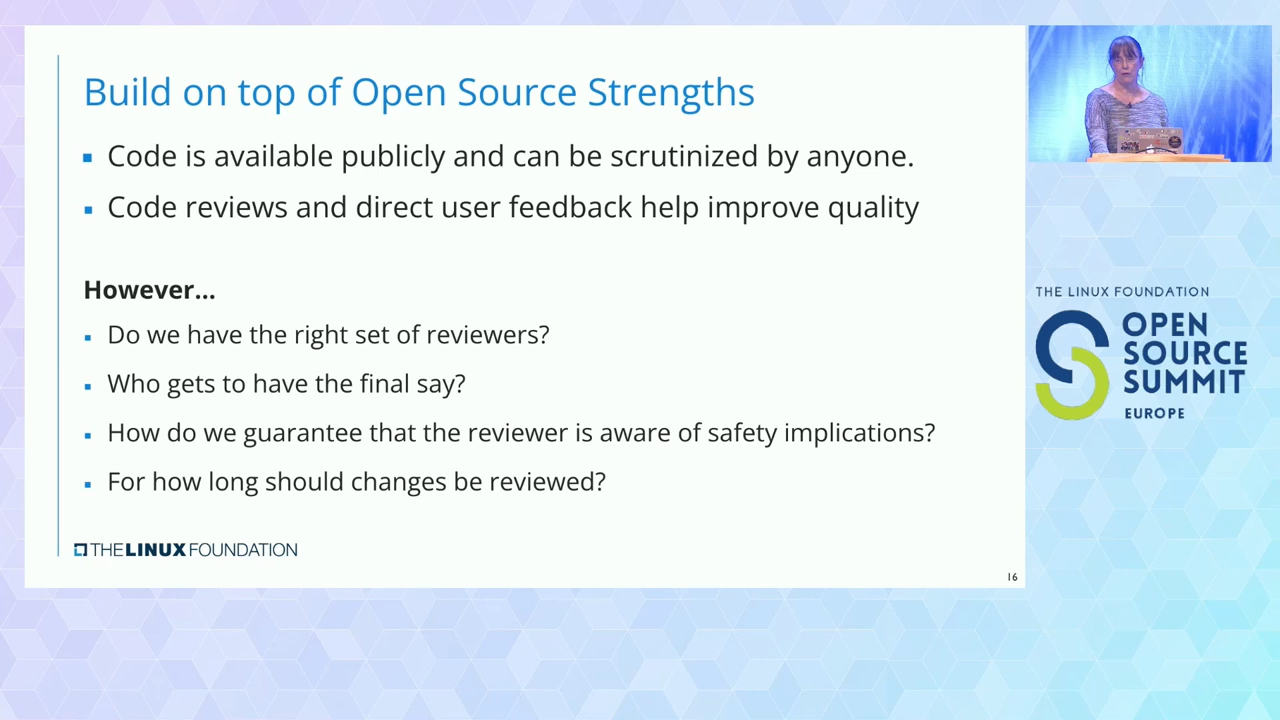 Build on top of Open Source Strengths
Code is available publicly and can be scrutinized by anyone.
Code reviews and direct user feedback help improve quality
However...
Do we have the right set of reviewers?
Who gets to have the final say?
How do we guarantee that the reviewer is aware of safety implications?
For how long should changes be reviewed?
THE LINUX FOUNDATION
16
THE LINUX FOUNDATION
OPEN
SOURCE
SUMMIT
EUROPE